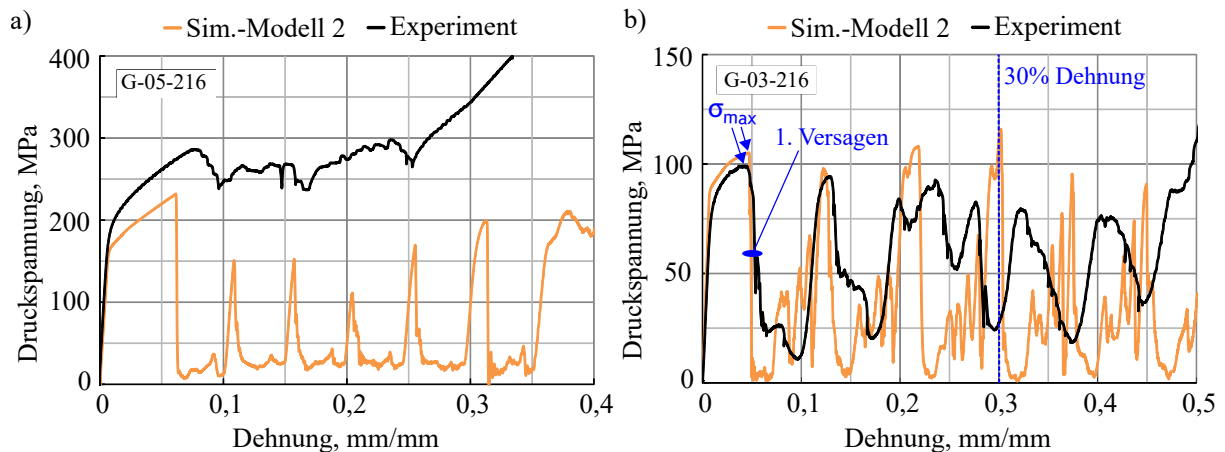 a)
Sim.-Modell 2 Experiment
400
300
200
100
0
G-05-216
Druckspannung, MPa
0 0,1 0,2 0,3 0,4
Dehnung, mm/mm
b)
Sim.-Modell 2 Experiment
150
100
50
0
G-03-216
σmax
1. Versagen
30% Dehnung
Druckspannung, MPa
0 0,1 0,2 0,3 0,4 0,5
Dehnung, mm/mm